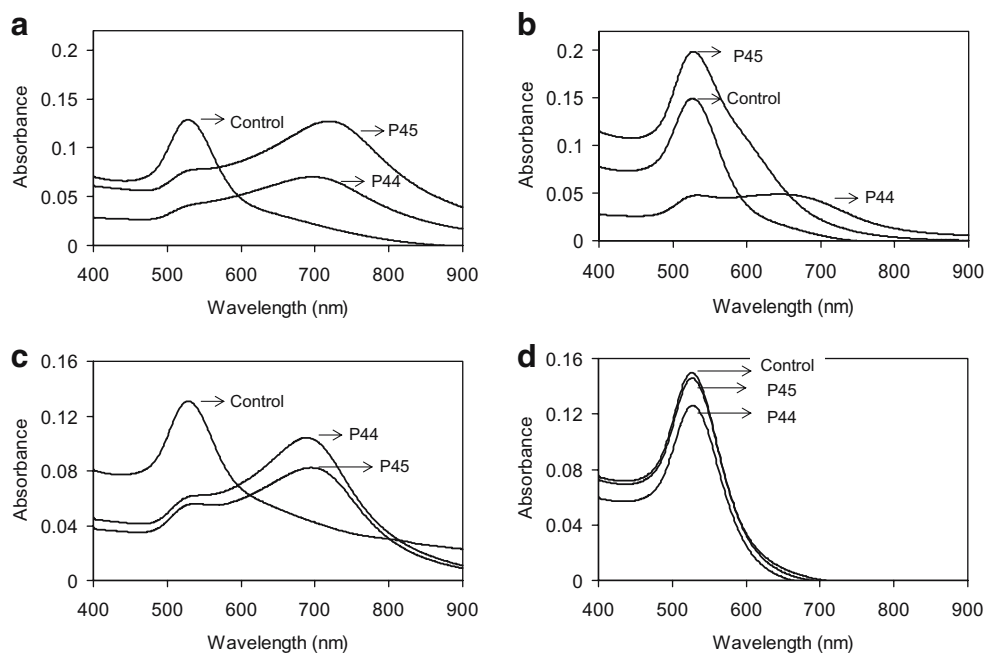 a
Absorbance
0.2
0.15
0.1
0.05
0
Control
P45
P44
400 500 600 700 800 900
Wavelength (nm)
b
Absorbance
0.2
0.15
0.1
0.05
0
P45
Control
P44
400 500 600 700 800 900
Wavelength (nm)
c
Absorbance
0.16
0.12
0.08
0.04
0
Control
P44
P45
400 500 600 700 800 900
Wavelength (nm)
d
Absorbance
0.16
0.12
0.08
0.04
0
Control
P45
P44
400 500 600 700 800 900
Wavelength (nm)